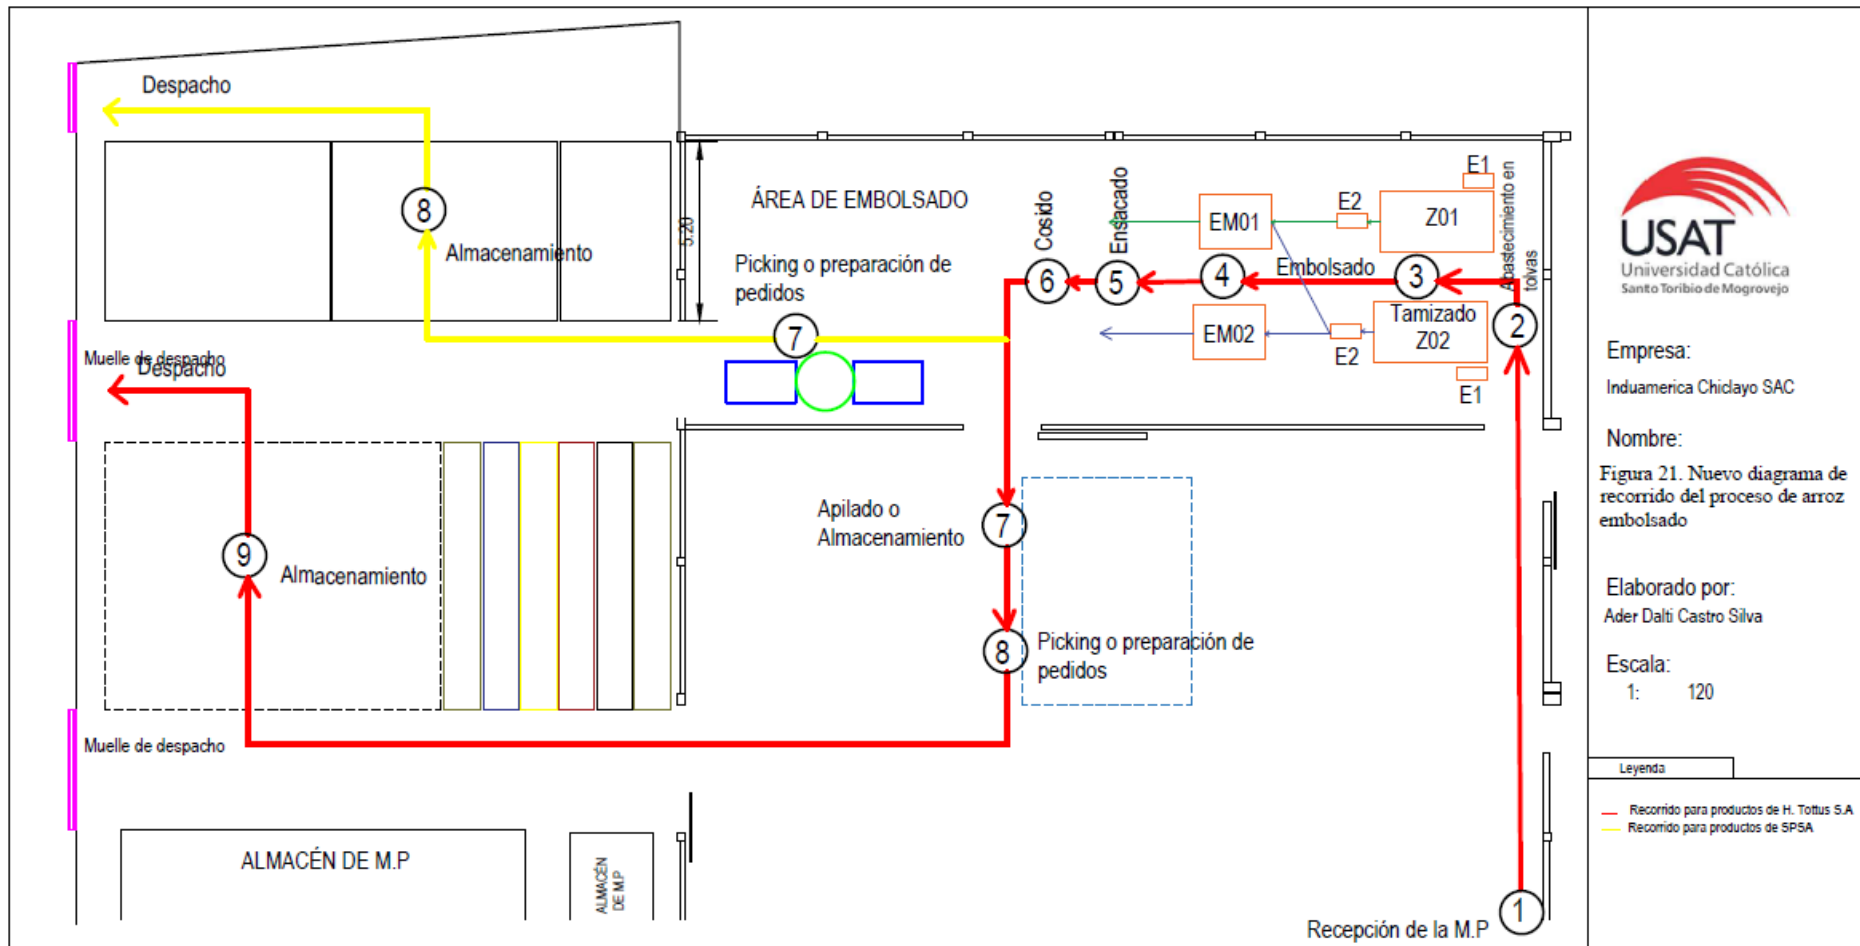 Despacho
8
Almacenamiento
5.20
ÁREA DE EMBOLSADO
Picking o preparación de
pedidos
7
Cosido
6
Ensacado
5
EM01
4
Embolsado
EM02
E2
E2
3
Z01
E1
Tamizado
Z02
E1
Abastecimiento en
tolvas
2
Muelle de despacho
Despacho
9
Almacenamiento
Apilado o
Almacenamiento
7
8
Picking o preparación de
pedidos
Muelle de despacho
ALMACÉN DE M.P
ALMACÉN
DE M.P
Recepción de la M.P
1
USAT
Universidad Católica
Santo Toribio de Mogrovejo
Empresa:
Induamerica Chiclayo SAC
Nombre:
Figura 21. Nuevo diagrama de
recorrido del proceso de arroz
embolsado
Elaborado por:
Ader Dalti Castro Silva
Escala:
1: 120
Leyenda
Recorrido para productos de H. Tottus S.A
Recorrido para productos de SPSA